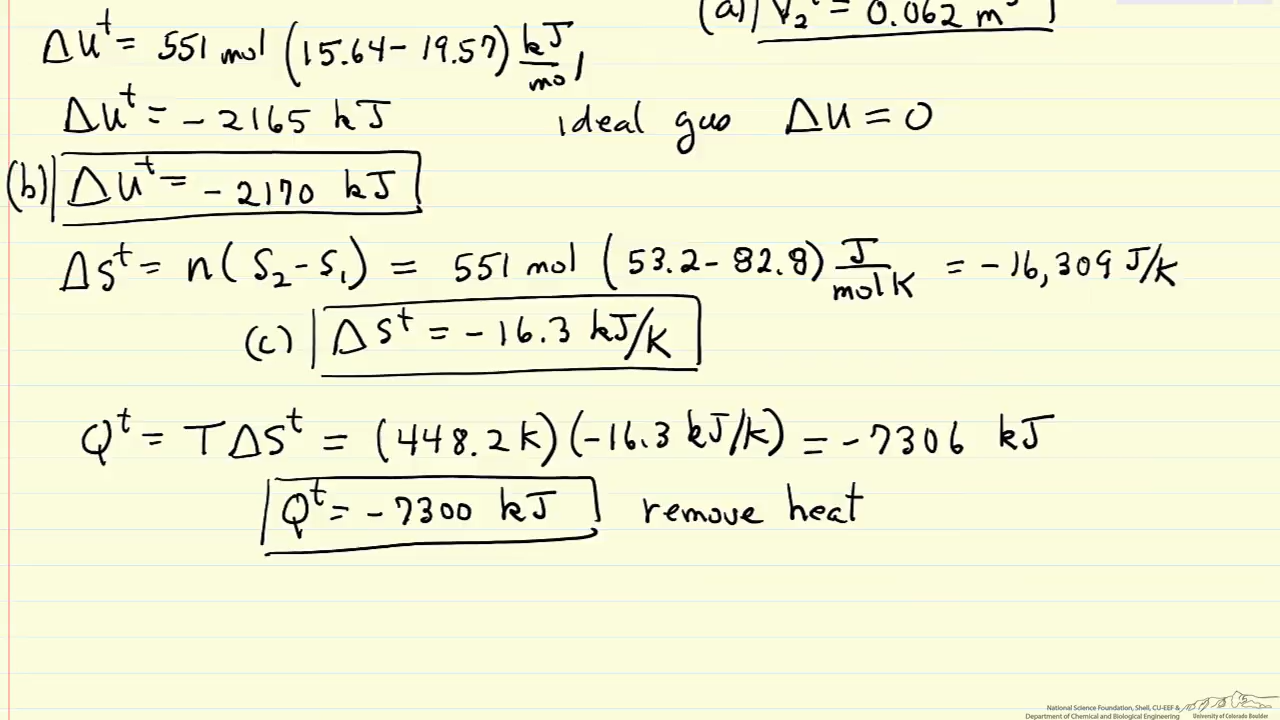 (a) V₂ᵗ = 0.062 m³
ΔUᵗ = 551 mol (15.64 - 19.57) kJ/mol
ΔUᵗ = - 2165 kJ ideal gas ΔU = 0
(b) ΔUᵗ = - 2170 kJ
ΔSᵗ = n(S₂-S₁) = 551 mol (53.2-82.8) J/mol K = -16,309 J/K
(c) ΔSᵗ = -16.3 kJ/K
Qᵗ = TΔSᵗ = (448.2K)(-16.3 kJ/K) = -7306 kJ
Qᵗ = -7300 kJ remove heat
National Science Foundation, Shell, CU-EEF &
Department of Chemical and Biological Engineering University of Colorado Boulder